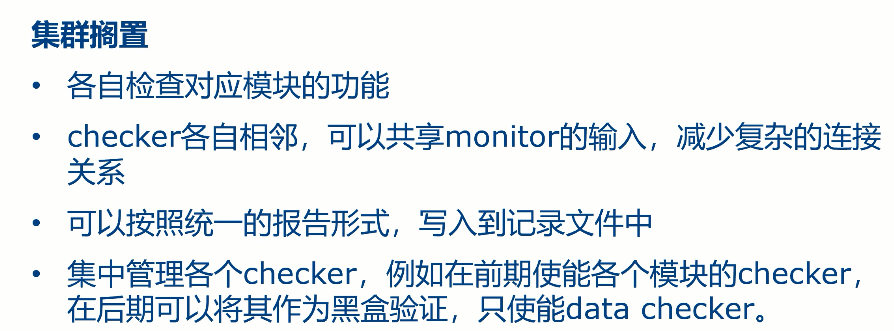 集群搁置
• 各自检查对应模块的功能
• checker各自相邻，可以共享monitor的输入，减少复杂的连接
关系
• 可以按照统一的报告形式，写入到记录文件中
• 集中管理各个checker，例如在前期使能各个模块的checker，
在后期可以将其作为黑盒验证，只使能data checker。